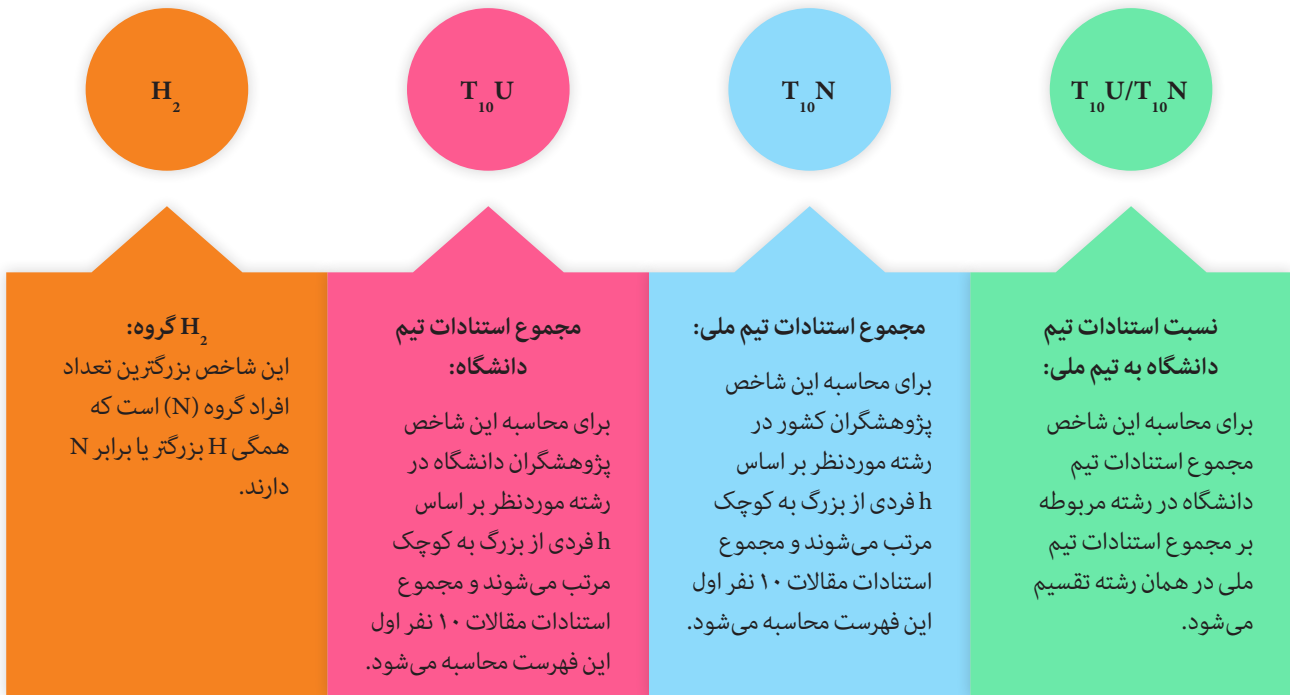 T₁₀U/T₁₀N
نسبت استنادات تیم
دانشگاه به تیم ملی:
برای محاسبه این شاخص
مجموع استنادات تیم
دانشگاه در رشته مربوطه
بر مجموع استنادات تیم
ملی در همان رشته تقسیم
می‌شود.
T₁₀N
مجموع استنادات تیم ملی:
برای محاسبه این شاخص
پژوهشگران کشور در
رشته موردنظر بر اساس
h فردی از بزرگ به کوچک
مرتب می‌شوند و مجموع
استنادات مقالات ۱۰ نفر اول
این فهرست محاسبه می‌شود.
T₁₀U
مجموع استنادات تیم
دانشگاه:
برای محاسبه این شاخص
پژوهشگران دانشگاه در
رشته موردنظر بر اساس
h فردی از بزرگ به کوچک
مرتب می‌شوند و مجموع
استنادات مقالات ۱۰ نفر اول
این فهرست محاسبه می‌شود.
H₂
H₂ گروه:
این شاخص بزرگترین تعداد
افراد گروه (N) است که
همگی H بزرگتر یا برابر N
دارند.